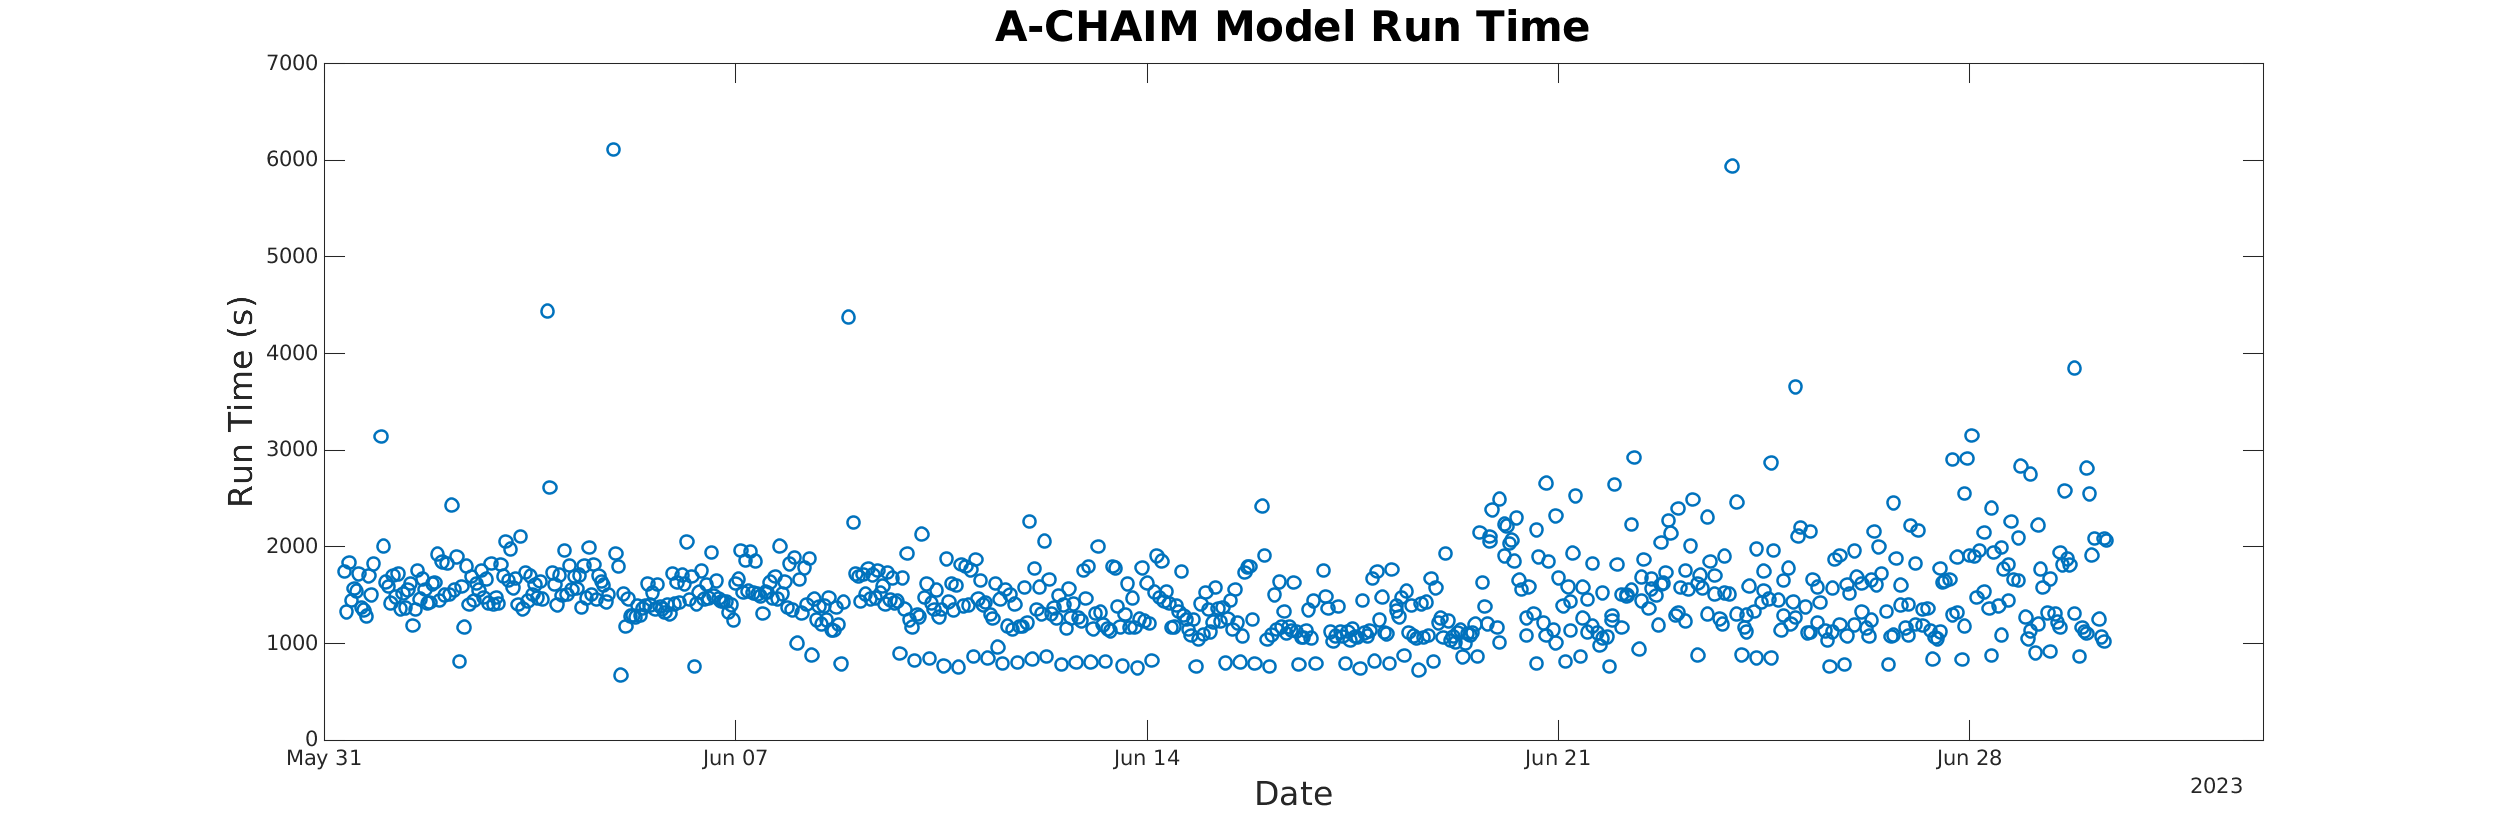 A-CHAIM Model Run Time
7000
6000
5000
4000
3000
2000
1000
0
Run Time (s)
May 31 Jun 07 Jun 14 Jun 21 Jun 28
2023
Date